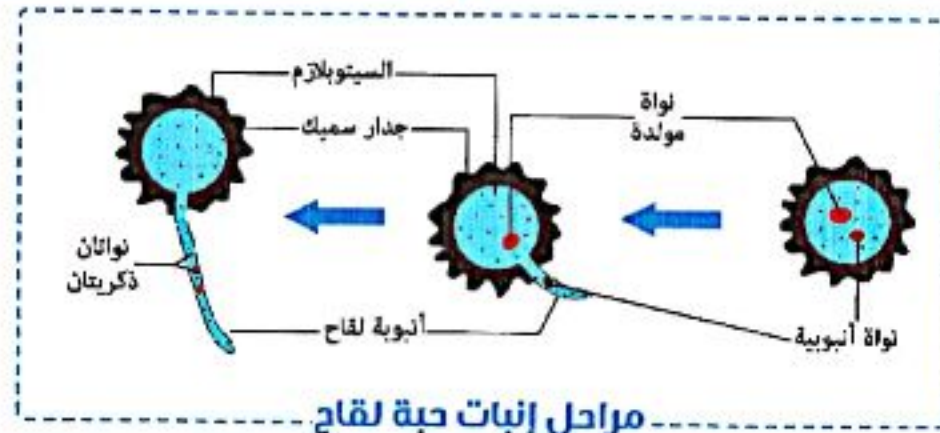 السيتوبلازم
جدار سميك
نواة
مولدة
نواتان
ذكريتان
أنبوبة لقاح
نواة أنبوبية
مراحل إنبات حبة لقاح